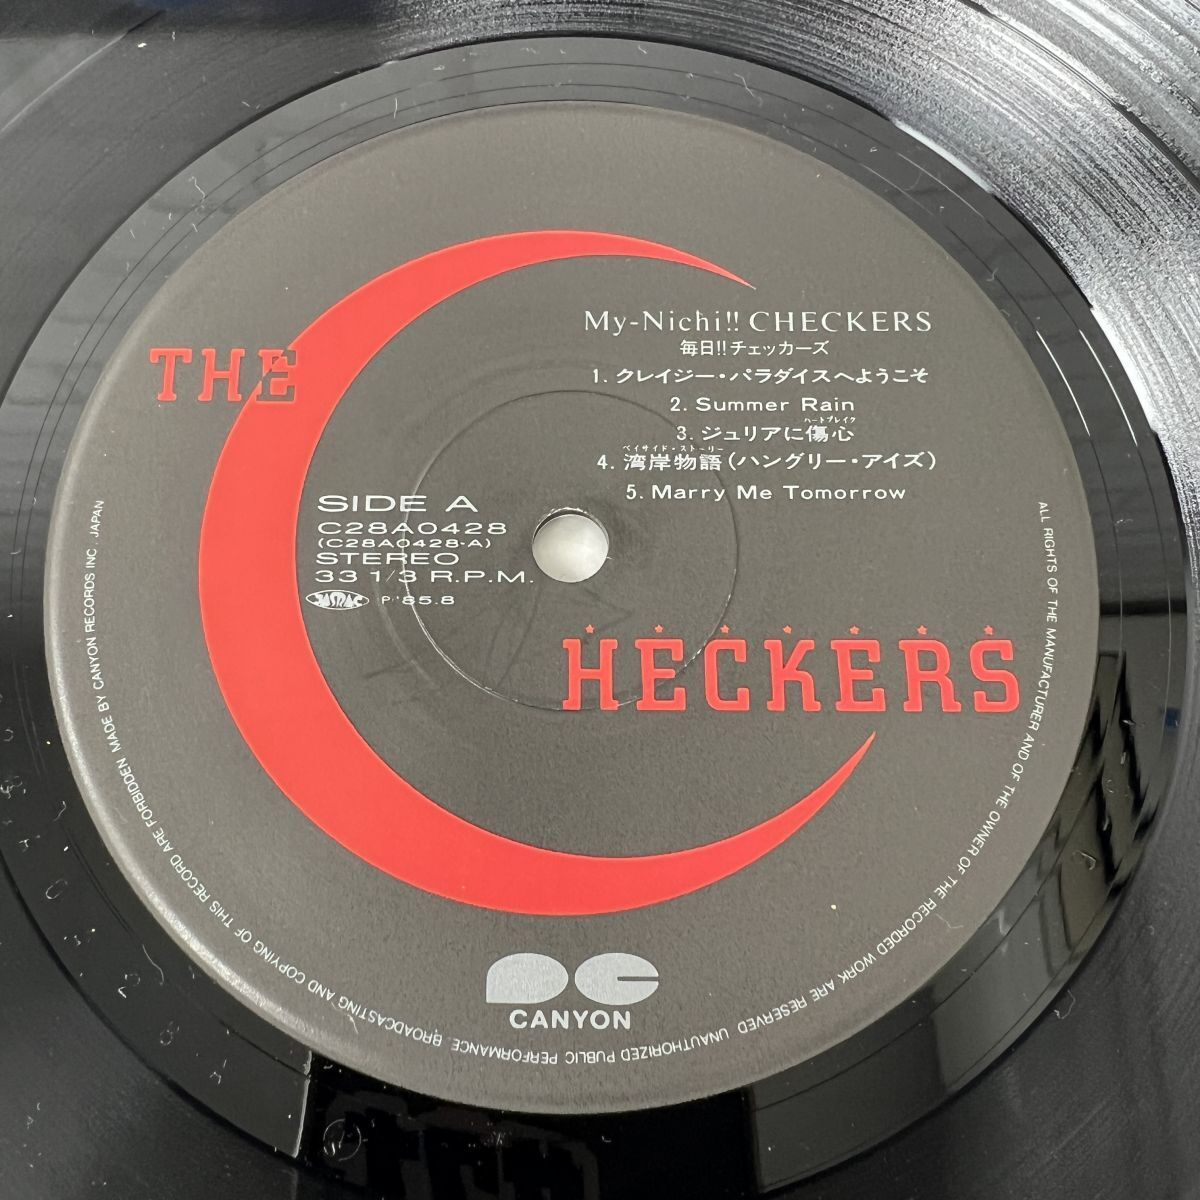 THE
CHECKERS
My-Nichi!! CHECKERS
毎日!! チェッカーズ
1. クレイジー・パラダイスへようこそ
2. Summer Rain
ハートブレイク
3. ジュリアに傷心
ベイサイド・ストーリー
4. 湾岸物語(ハングリー・アイズ)
5. Marry Me Tomorrow
SIDE A
C28A0428
(C28A0428-A)
STEREO
33 1/3 R.P.M.
JASRAC P.'85.8
CANYON
ALL RIGHTS OF THE MANUFACTURER AND OF THE OWNER OF THE RECORDED WORK ARE RESERVED UNAUTHORIZED PUBLIC PERFORMANCE. BROADCASTING AND COPYING OF THIS RECORD ARE FORBIDDEN MADE BY CANYON RECORDS INC. JAPAN